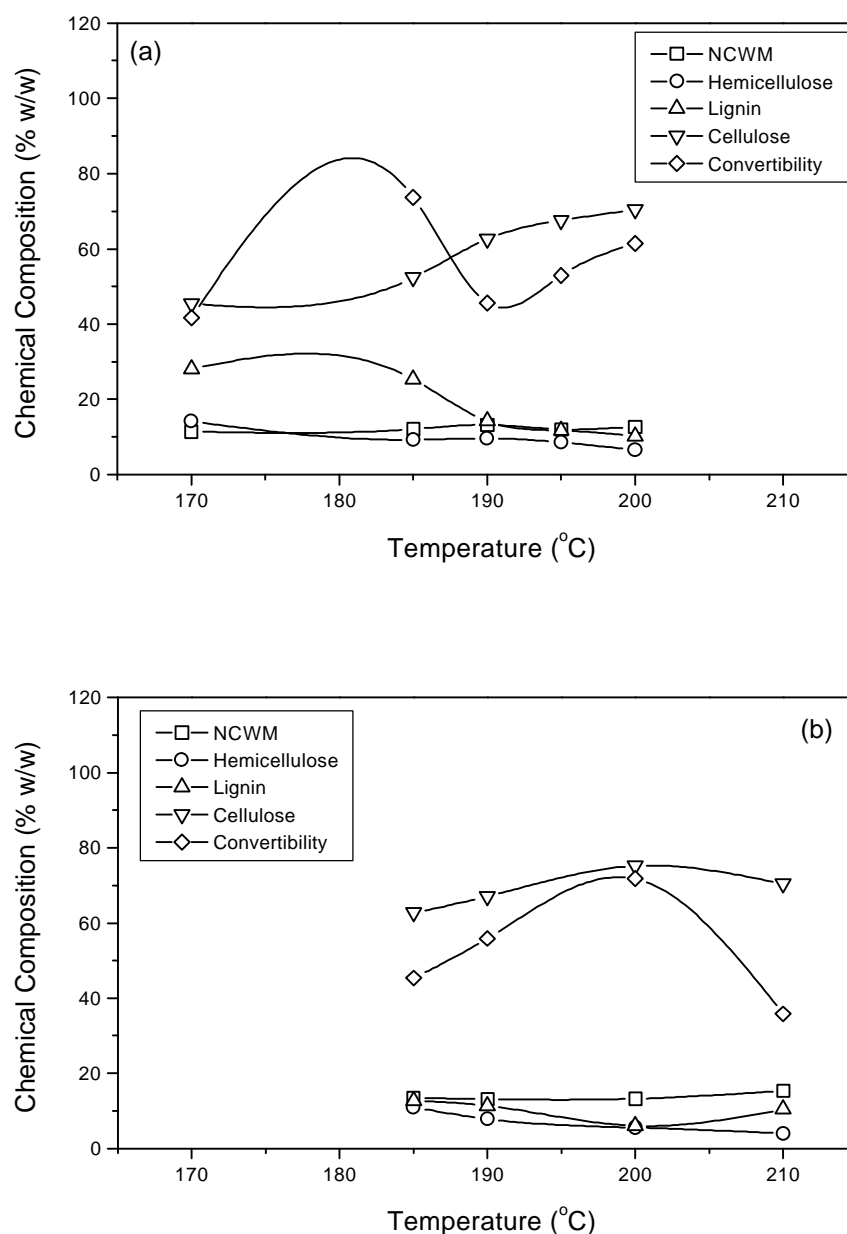 (a)
NCWM
Hemicellulose
Lignin
Cellulose
Convertibility
Chemical Composition (% w/w)
120
100
80
60
40
20
0
170 180 190 200 210
Temperature (°C)
(b)
NCWM
Hemicellulose
Lignin
Cellulose
Convertibility
Chemical Composition (% w/w)
120
100
80
60
40
20
0
170 180 190 200 210
Temperature (°C)